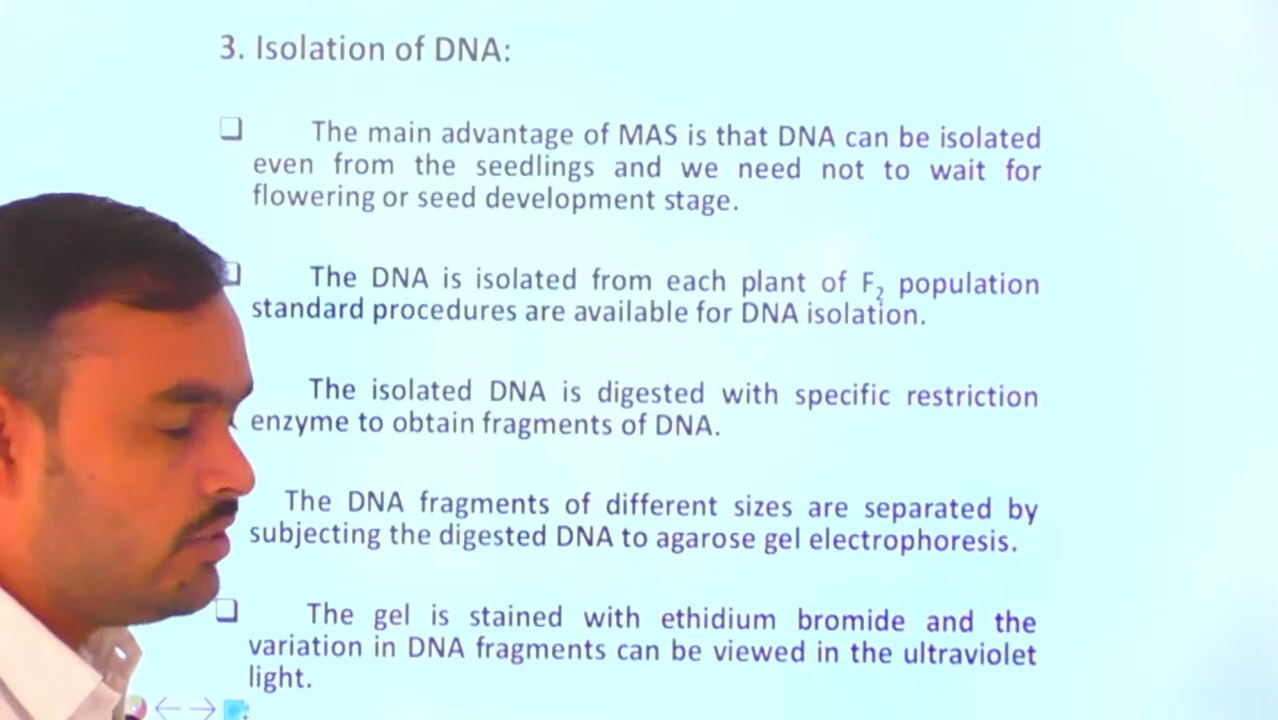 3. Isolation of DNA:
The main advantage of MAS is that DNA can be isolated
even from the seedlings and we need not to wait for
flowering or seed development stage.
The DNA is isolated from each plant of F₂ population
standard procedures are available for DNA isolation.
The isolated DNA is digested with specific restriction
enzyme to obtain fragments of DNA.
The DNA fragments of different sizes are separated by
subjecting the digested DNA to agarose gel electrophoresis.
The gel is stained with ethidium bromide and the
variation in DNA fragments can be viewed in the ultraviolet
light.